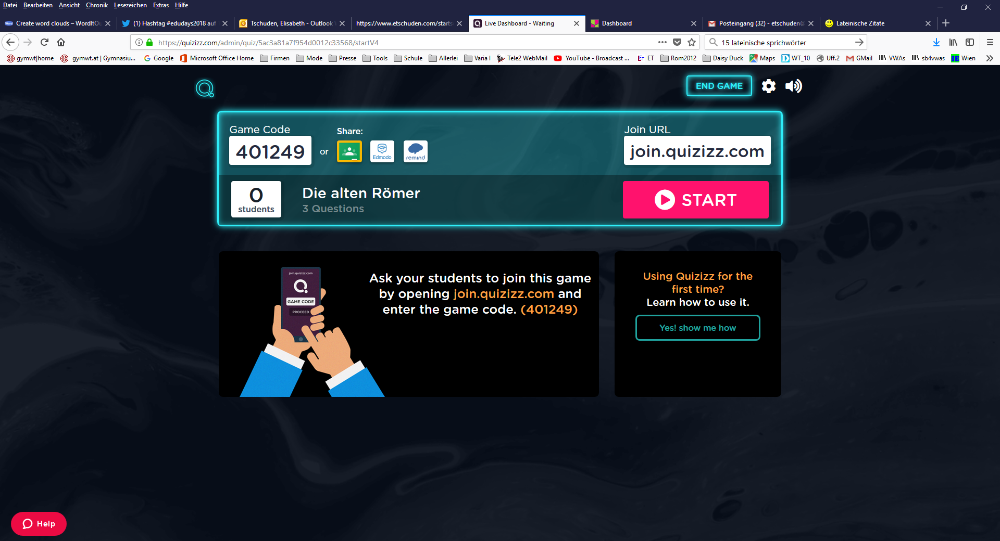 Datei Bearbeiten Ansicht Chronik Lesezeichen Extras Hilfe
Create word clouds – WordItOu
(1) Hashtag #edudays2018 auf
Tschuden, Elisabeth - Outlook
https://www.etschuden.com/starts
Live Dashboard - Waiting
Dashboard
Posteingang (32) - etschuden@
Lateinische Zitate
https://quizizz.com/admin/quiz/5ac3a81a7f954d0012c33568/startV4
15 lateinische sprichwörter
gymwt|home gymwt.at | Gymnasiu... Google Microsoft Office Home Firmen Mode Presse Tools Schule Allerlei Varia I Tele2 WebMail YouTube - Broadcast ... ET Rom2012 Daisy Duck Maps WT_10 Uff.2 GMail VWAs sb4vwas BIB Wien
END GAME
Game Code
Share:
Join URL
401249
or
Edmodo
remind
join.quizizz.com
0
students
Die alten Römer
3 Questions
START
join.quizizz.com
GAME CODE
PROCEED
Ask your students to join this game
by opening join.quizizz.com and
enter the game code. (401249)
Using Quizizz for the
first time?
Learn how to use it.
Yes! show me how
Help